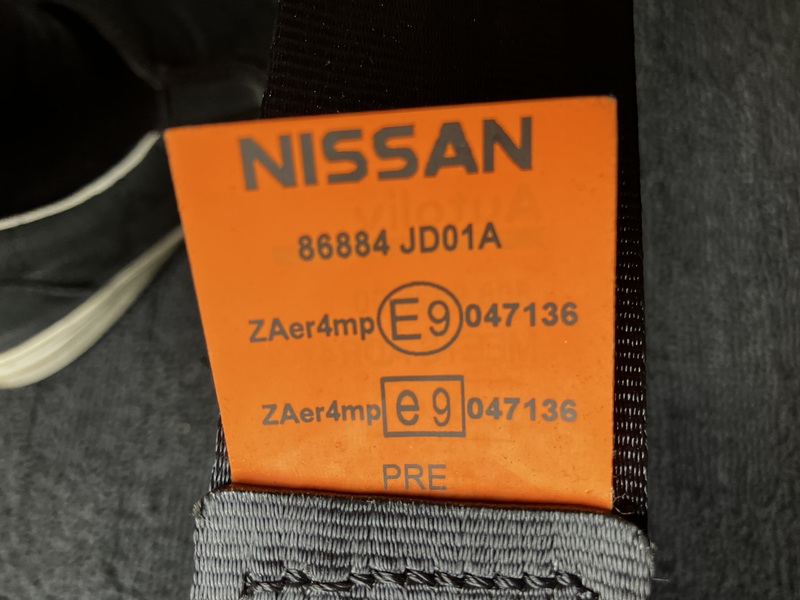 NISSAN
86884 JD01A
ZAer4mp E9 047136
ZAer4mp e9 047136
PRE